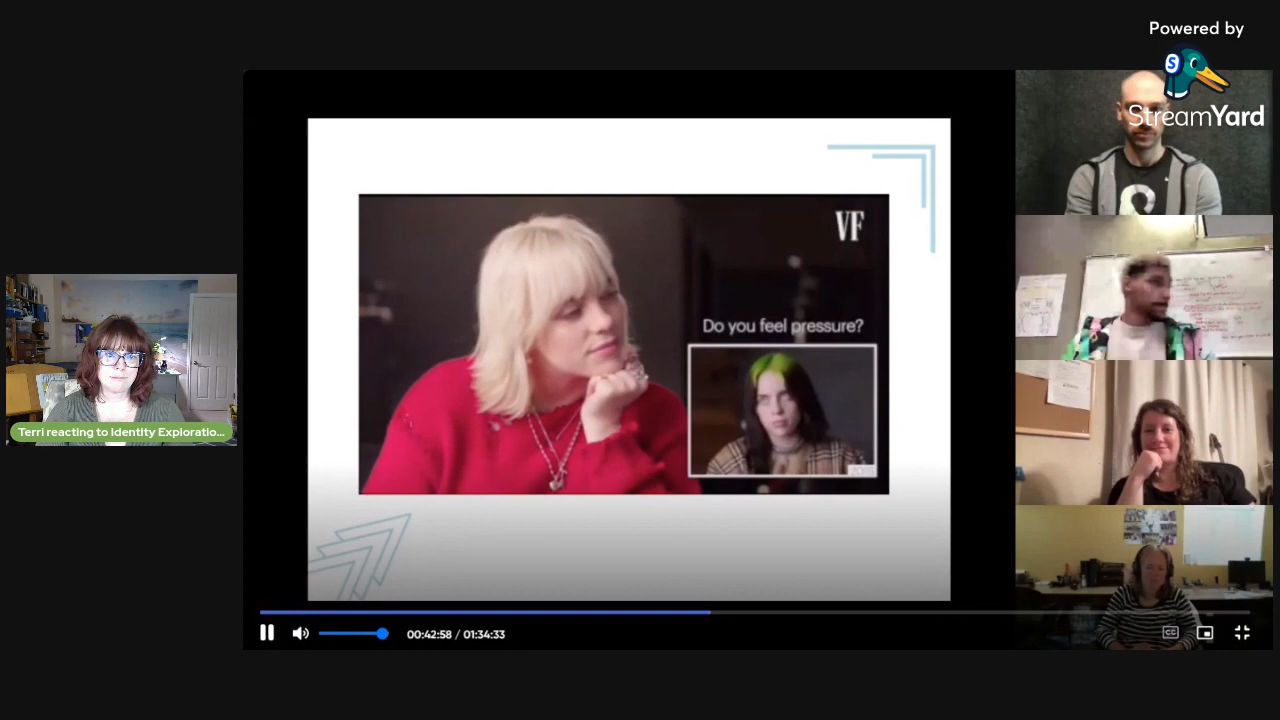 Powered by
S
StreamYard
VF
Do you feel pressure?
Terri reacting to Identity Exploratio...
00:42:58 / 01:34:33
CC